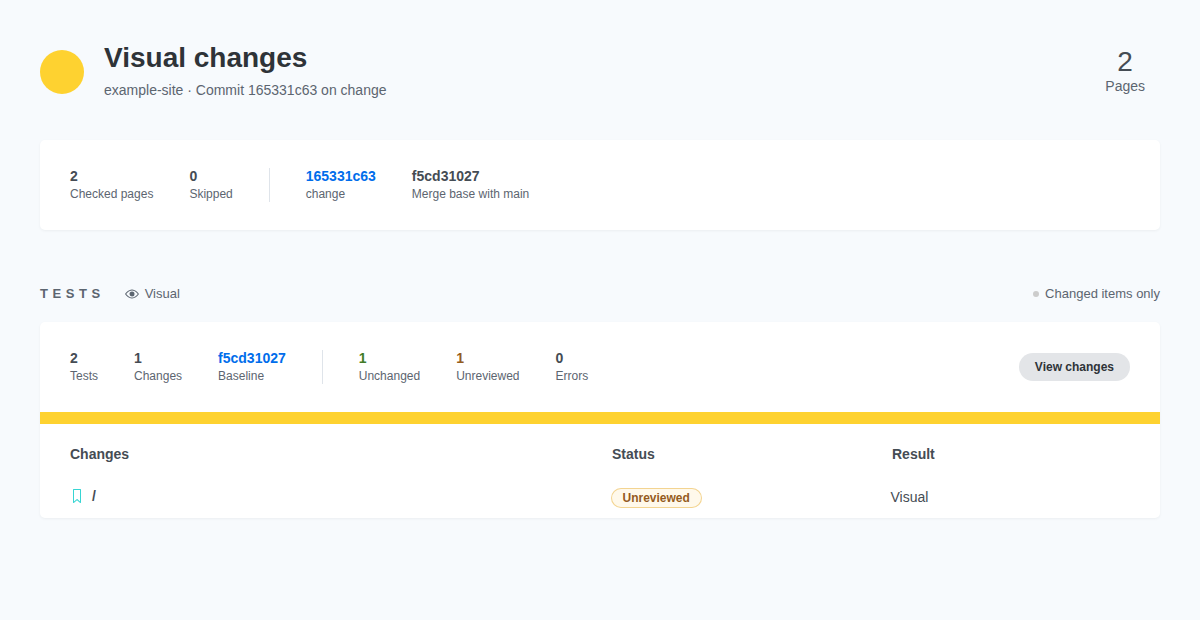 Visual changes
example-site · Commit 165331c63 on change
2
Pages
2
Checked pages
0
Skipped
165331c63
change
f5cd31027
Merge base with main
TESTS
Visual
Changed items only
2
Tests
1
Changes
f5cd31027
Baseline
1
Unchanged
1
Unreviewed
0
Errors
View changes
Changes
Status
Result
/
Unreviewed
Visual